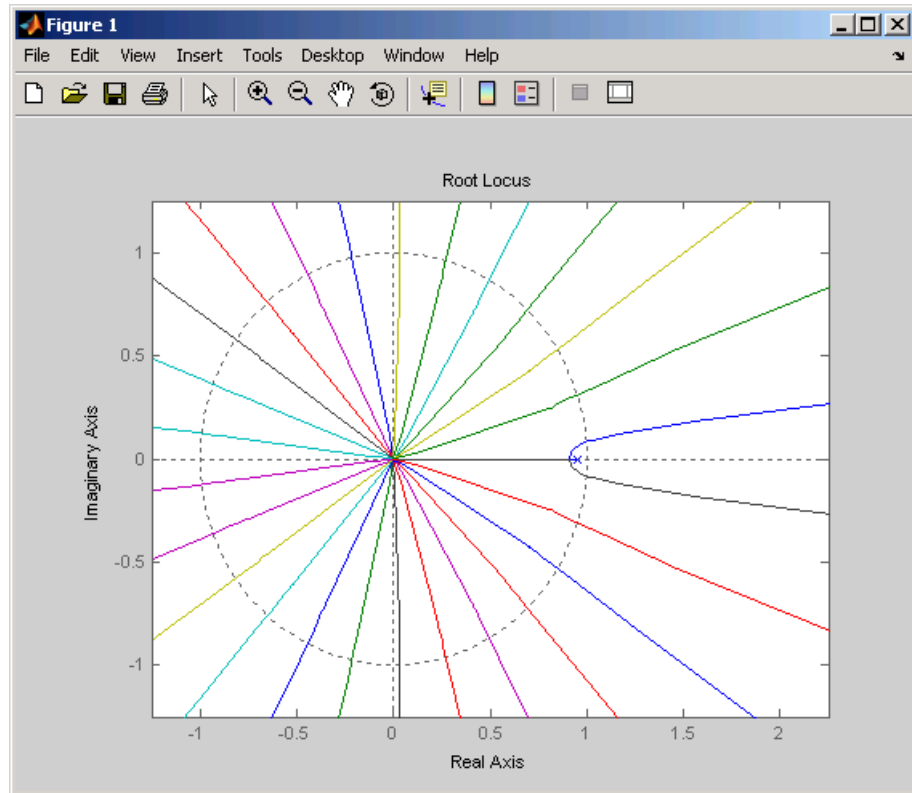 Figure 1
File Edit View Insert Tools Desktop Window Help
Root Locus
1
0.5
0
-0.5
-1
Imaginary Axis
-1 -0.5 0 0.5 1 1.5 2
Real Axis